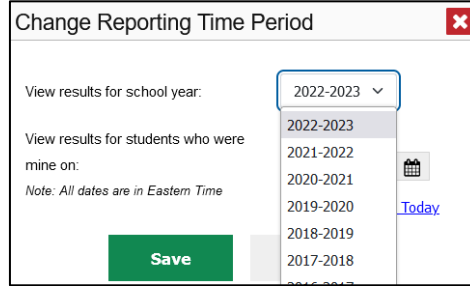 Change Reporting Time Period
View results for school year:
2022-2023
2022-2023
View results for students who were
mine on:
2021-2022
2020-2021
Note: All dates are in Eastern Time
2019-2020
Today
2018-2019
Save
2017-2018
2016-2017